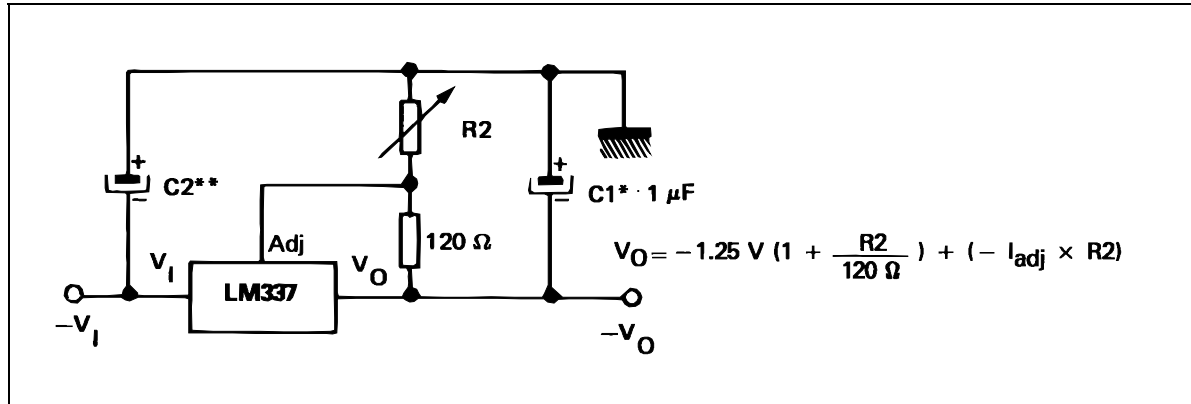 +
C2**
−
R2
+
C1* · 1 μF
−
Adj
120 Ω
V_I
V_O
LM337
−V_I
−V_O
V_O = −1.25 V (1 + R2/120 Ω) + (− I_adj × R2)